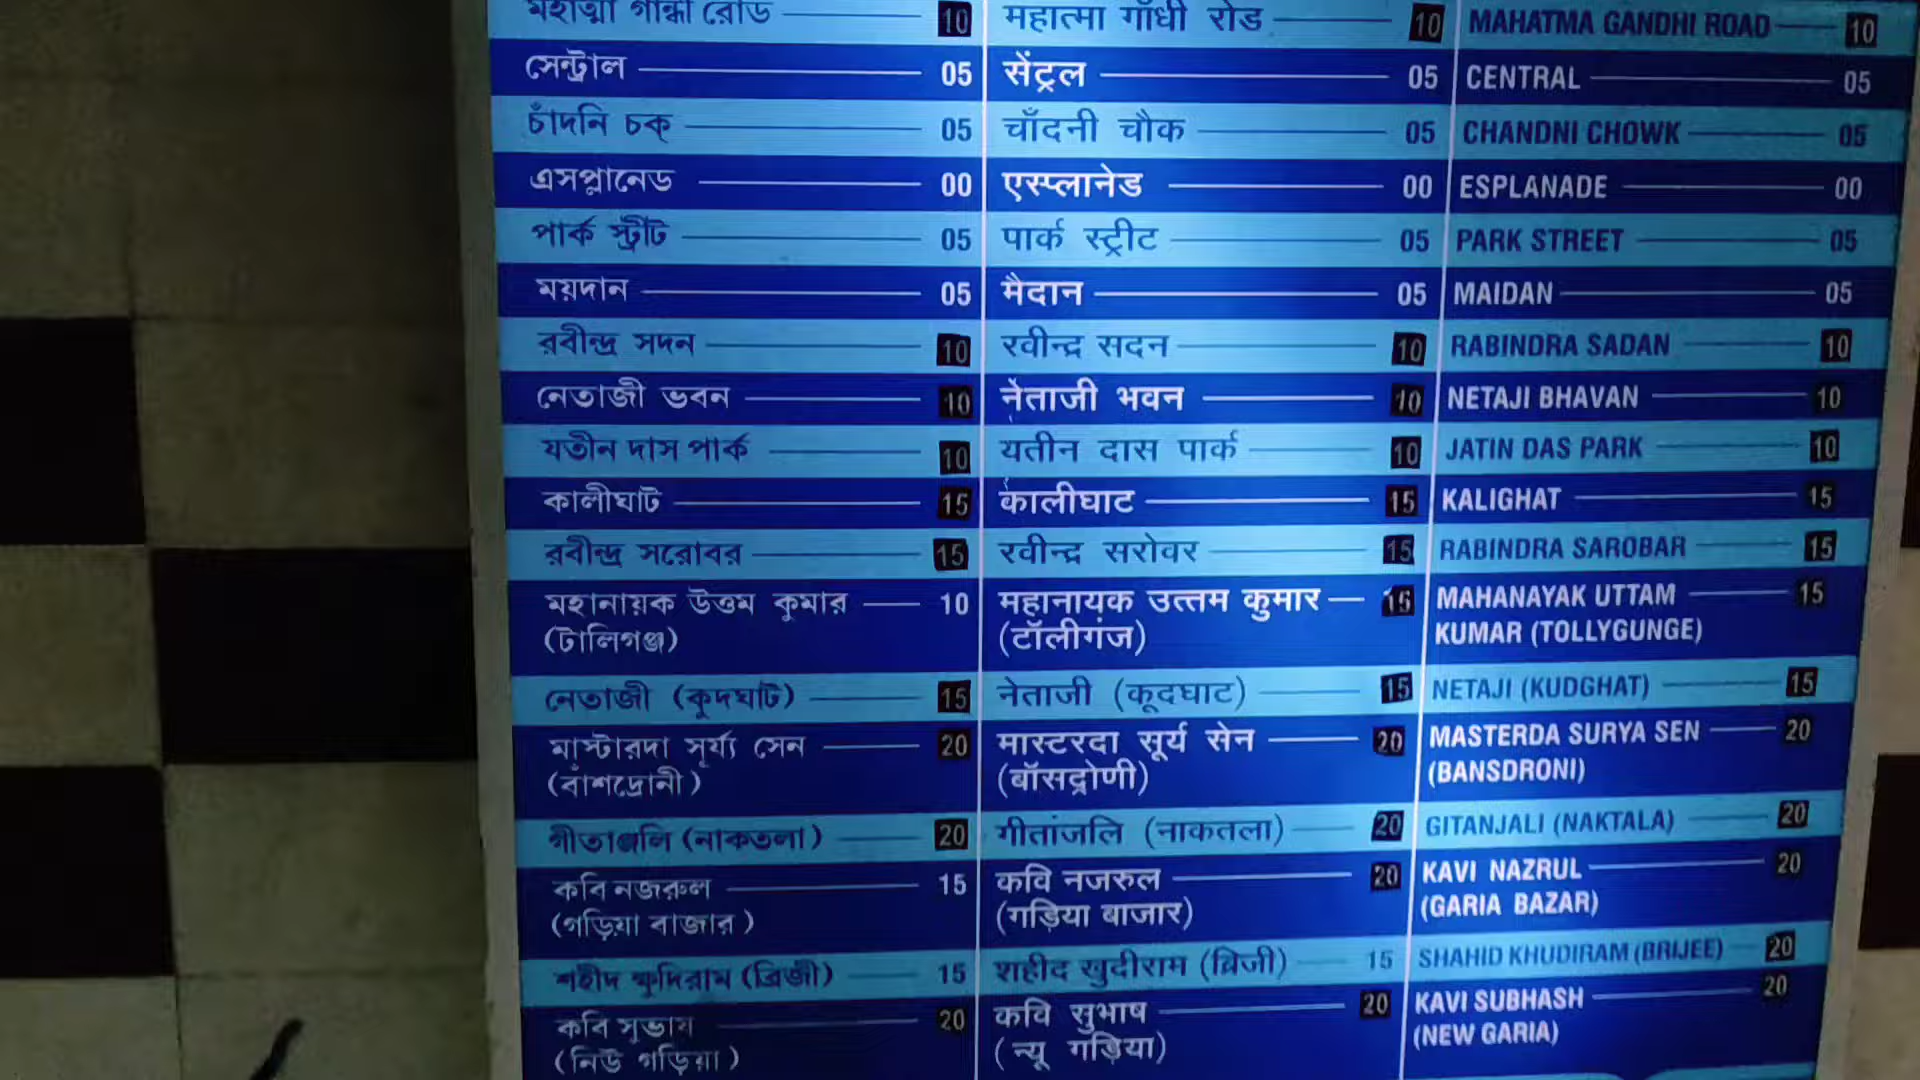 মহাত্মা গান্ধী রোড 10 महात्मा गाँधी रोड 10 MAHATMA GANDHI ROAD 10
সেন্ট্রাল 05 सेंट्रल 05 CENTRAL 05
চাঁদনি চক্ 05 चाँदनी चौक 05 CHANDNI CHOWK 05
এসপ্লানেড 00 एस्प्लानेड 00 ESPLANADE 00
পার্ক স্ট্রীট 05 पार्क स्ट्रीट 05 PARK STREET 05
ময়দান 05 मैदान 05 MAIDAN 05
রবীন্দ্র সদন 10 रवीन्द्र सदन 10 RABINDRA SADAN 10
নেতাজী ভবন 10 नेताजी भवन 10 NETAJI BHAVAN 10
যতীন দাস পার্ক 10 यतीन दास पार्क 10 JATIN DAS PARK 10
কালীঘাট 15 कालीघाट 15 KALIGHAT 15
রবীন্দ্র সরোবর 15 रवीन्द्र सरोवर 15 RABINDRA SAROBAR 15
মহানায়ক উত্তম কুমার 10 महानायक उत्तम कुमार 15 MAHANAYAK UTTAM 15
(টালিগঞ্জ) (टॉलीगंज) KUMAR (TOLLYGUNGE)
নেতাজী (কুদঘাট) 15 नेताजी (कूदघाट) 15 NETAJI (KUDGHAT) 15
মাস্টারদা সূর্য্য সেন 20 मास्टरदा सूर्य सेन 20 MASTERDA SURYA SEN 20
(বাঁশদ্রোনী) (बाँसद्रोणी) (BANSDRONI)
গীতাঞ্জলি (নাকতলা) 20 गीतांजलि (नाकतला) 20 GITANJALI (NAKTALA) 20
কবি নজরুল 15 कवि नजरुल 20 KAVI NAZRUL 20
(গড়িয়া বাজার) (गड़िया बाजार) (GARIA BAZAR)
শহীদ ক্ষুদিরাম (ব্রিজী) 15 शहीद खुदीराम (ब्रिजी) 15 SHAHID KHUDIRAM (BRIJEE) 20
কবি সুভাষ 20 कवि सुभाष 20 KAVI SUBHASH 20
(নিউ গড়িয়া) (न्यू गड़िया) (NEW GARIA)